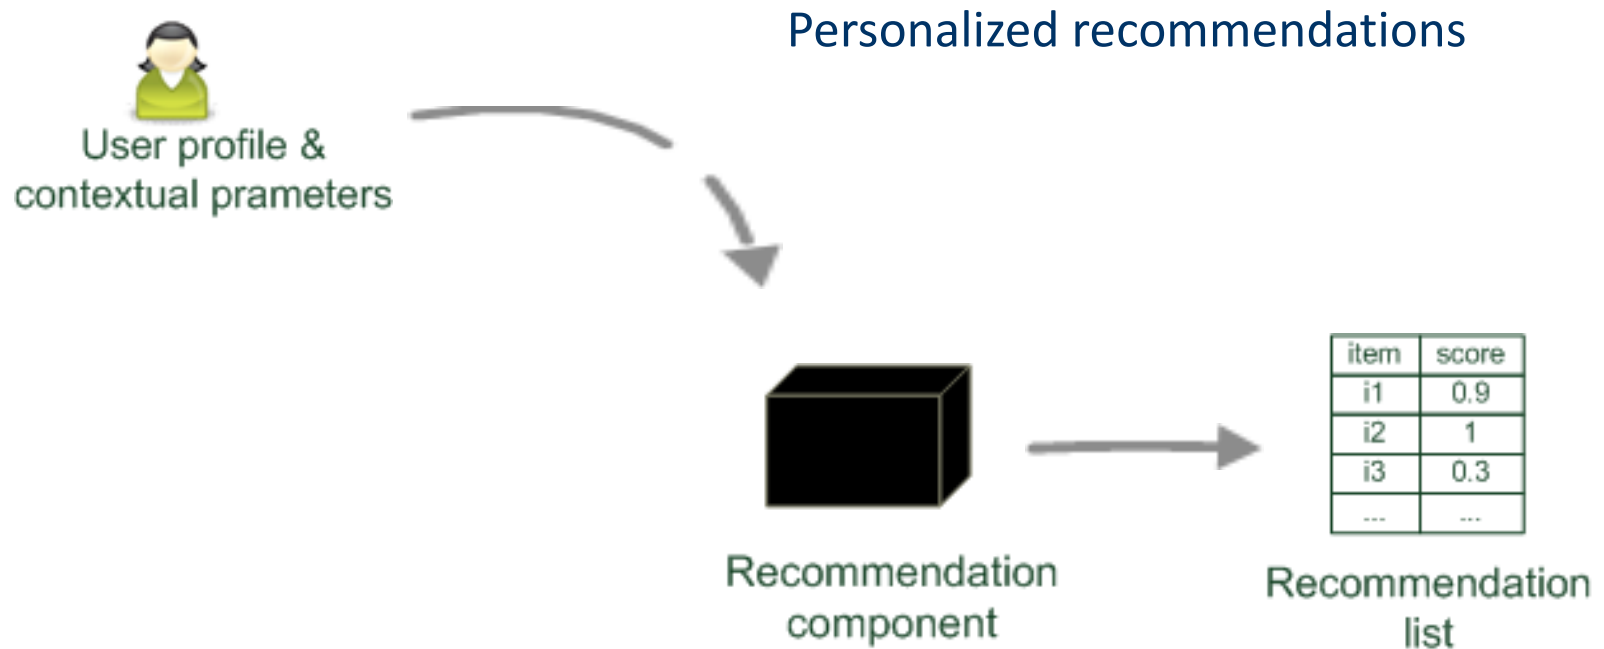 Personalized recommendations
User profile &
contextual prameters
item score
i1 0.9
i2 1
i3 0.3
... ...
Recommendation
component
Recommendation
list